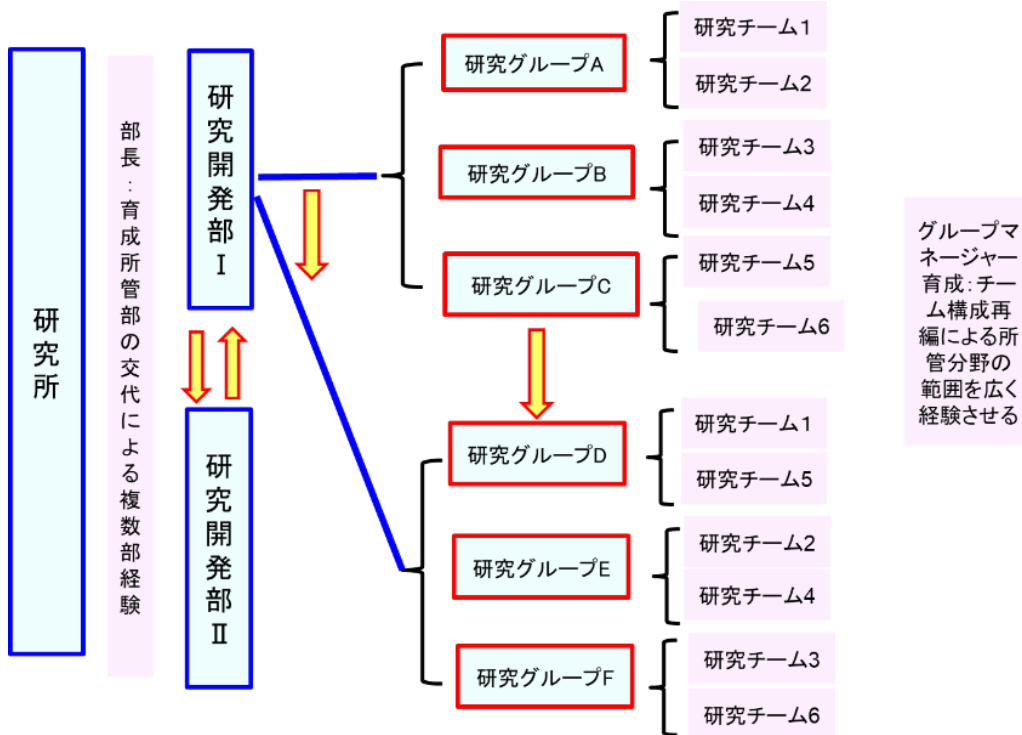 研究所
部長：育成所管部の交代による複数部経験
研究開発部Ⅰ
研究開発部Ⅱ
研究グループA
研究チーム1
研究チーム2
研究グループB
研究チーム3
研究チーム4
研究グループC
研究チーム5
研究チーム6
研究グループD
研究チーム1
研究チーム5
研究グループE
研究チーム2
研究チーム4
研究グループF
研究チーム3
研究チーム6
グループマ
ネージャー
育成：チー
ム構成再
編による所
管分野の
範囲を広く
経験させる